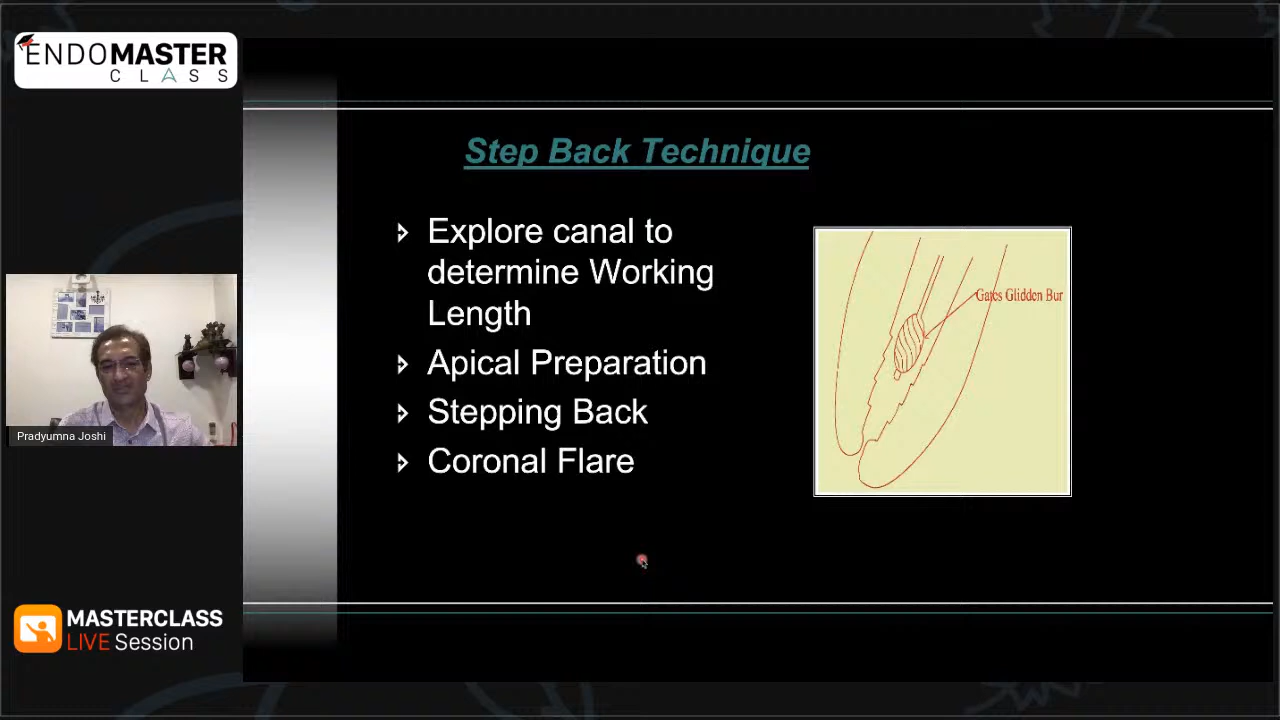 ENDOMASTER
CLASS
Step Back Technique
Explore canal to
determine Working
Length
Apical Preparation
Stepping Back
Coronal Flare
Gates Glidden Bur
Pradyumna Joshi
MASTERCLASS
LIVE Session